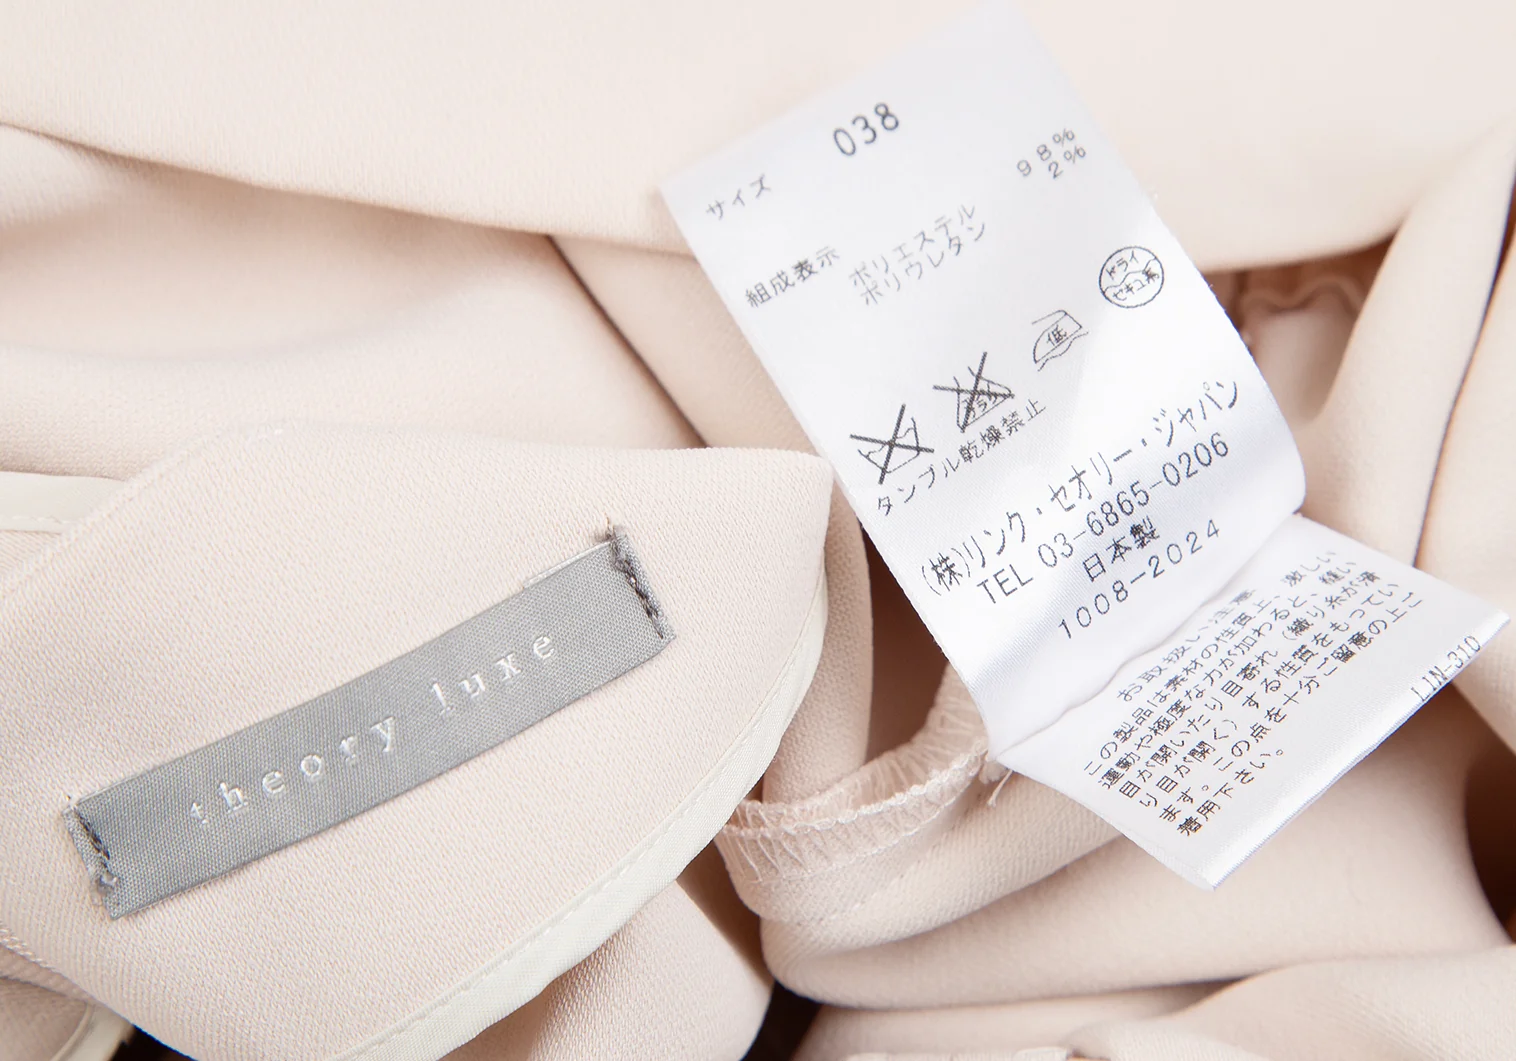 theory luxe
038
サイズ
組成表示
ポリエステル 98%
ポリウレタン 2%
ドライ
セキユ系
低
エンソサラシ
タンブル乾燥禁止
(株)リンク・セオリー・ジャパン
TEL 03-6865-0206
日本製
1008-2024
お取扱い注意
この製品は素材の性質上、激しい
運動や極度な力が加わると、縫い
目が開いたり目寄れ(織り糸が滑
り目が開く)する性質をもってい
ます。この点を十分ご留意の上ご
着用下さい。
LIN-310